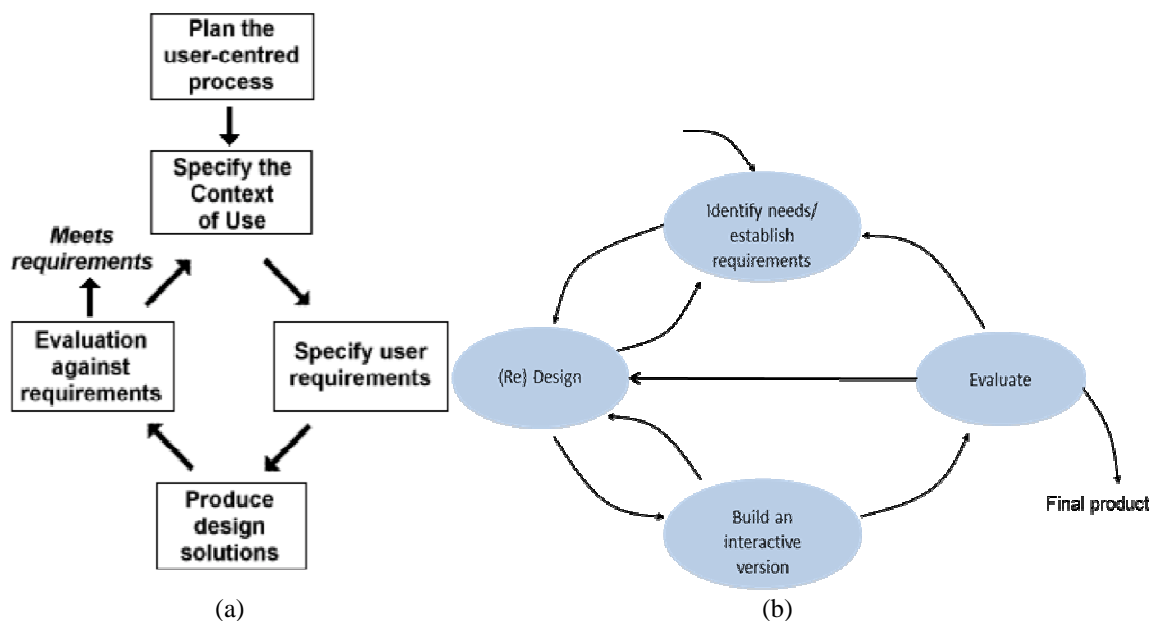 Plan the
user-centred
process
Specify the
Context
of Use
Meets
requirements
Evaluation
against
requirements
Specify user
requirements
Produce
design
solutions
(a)
Identify needs/
establish
requirements
(Re) Design
Evaluate
Build an
interactive
version
Final product
(b)